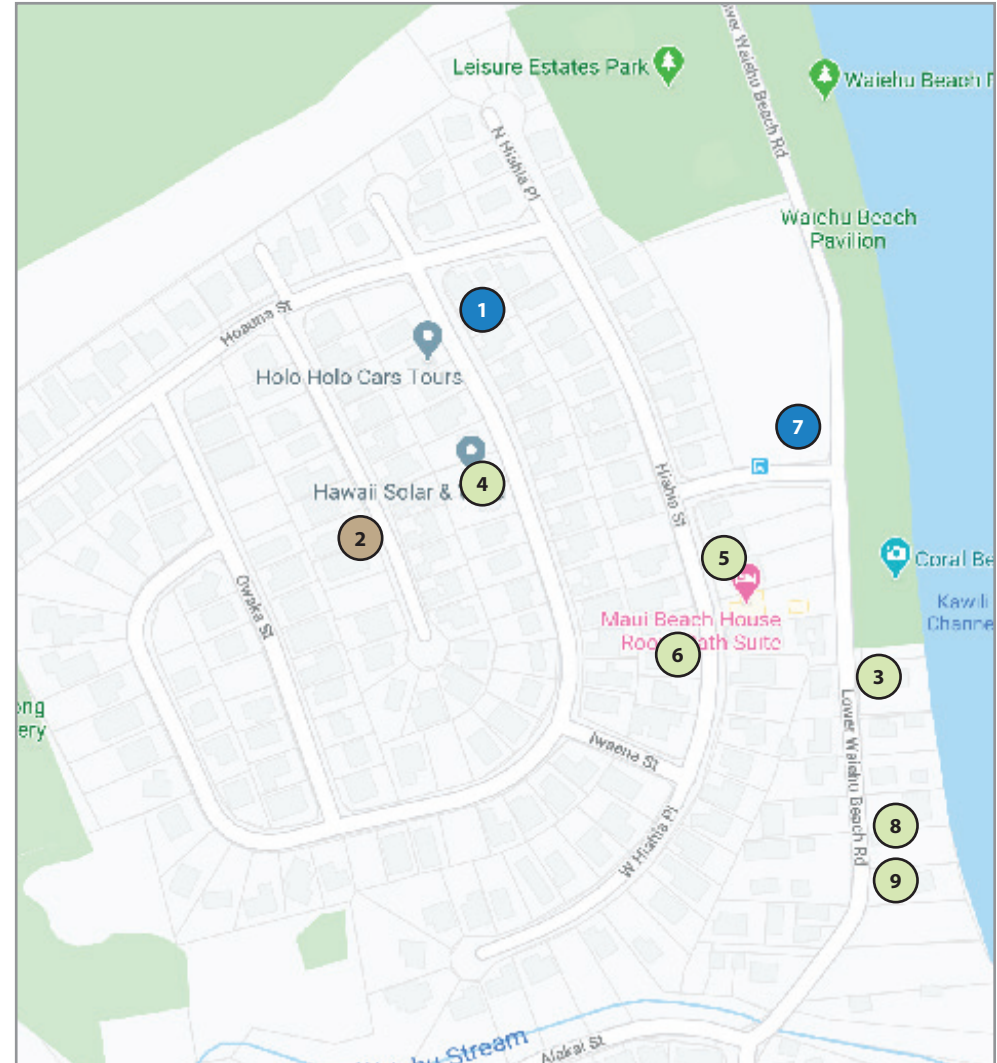 Leisure Estates Park
Waiehu Beach
Lower Waiehu Beach Rd
N Hiahia Pl
Waiehu Beach
Pavilion
Hoauna St
1
Holo Holo Cars Tours
7
4
Hawaii Solar &
Hiahia St
2
5
Coral Be
Owaka St
Kawili
Channe
Maui Beach House
Room Bath Suite
6
3
ong
ery
Lower Waiehu Beach Rd
Iwaena St
8
W Hiahia Pl
9
Stream
Alakai St